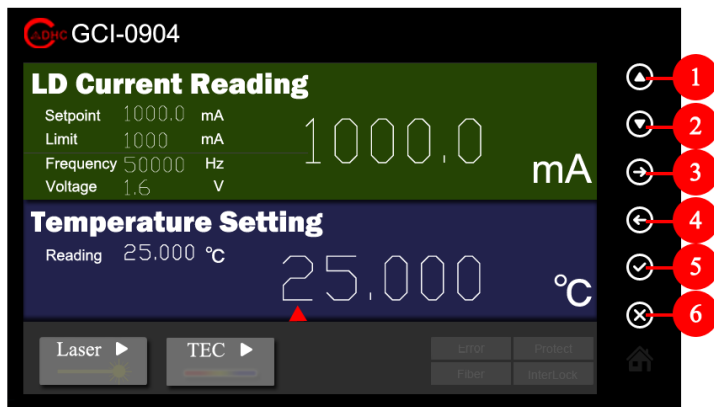 ADHC GCI-0904
LD Current Reading
Setpoint 1000.0 mA
Limit 1000 mA
Frequency 50000 Hz
Voltage 1.6 V
1000.0 mA
Temperature Setting
Reading 25.000 °C
25.000 °C
Laser TEC
Error Protect
Fiber InterLock
1
2
3
4
5
6